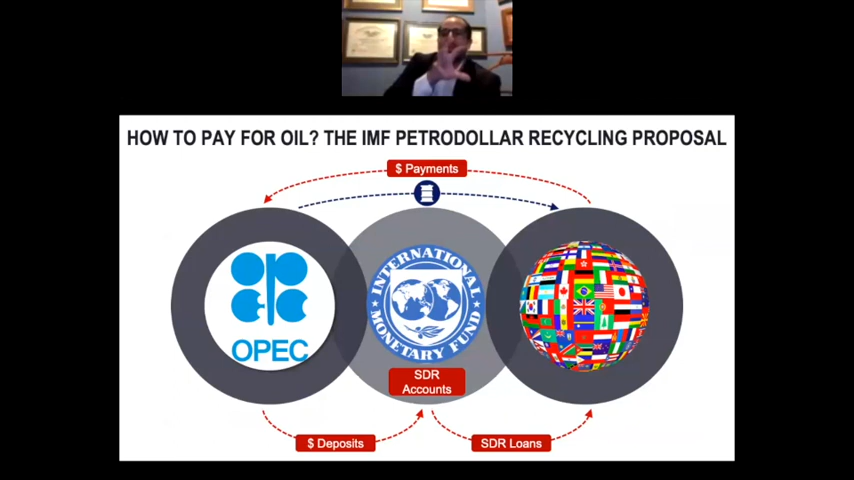 HOW TO PAY FOR OIL? THE IMF PETRODOLLAR RECYCLING PROPOSAL
$ Payments
OPEC
INTERNATIONAL
MONETARY FUND
SDR
Accounts
$ Deposits
SDR Loans